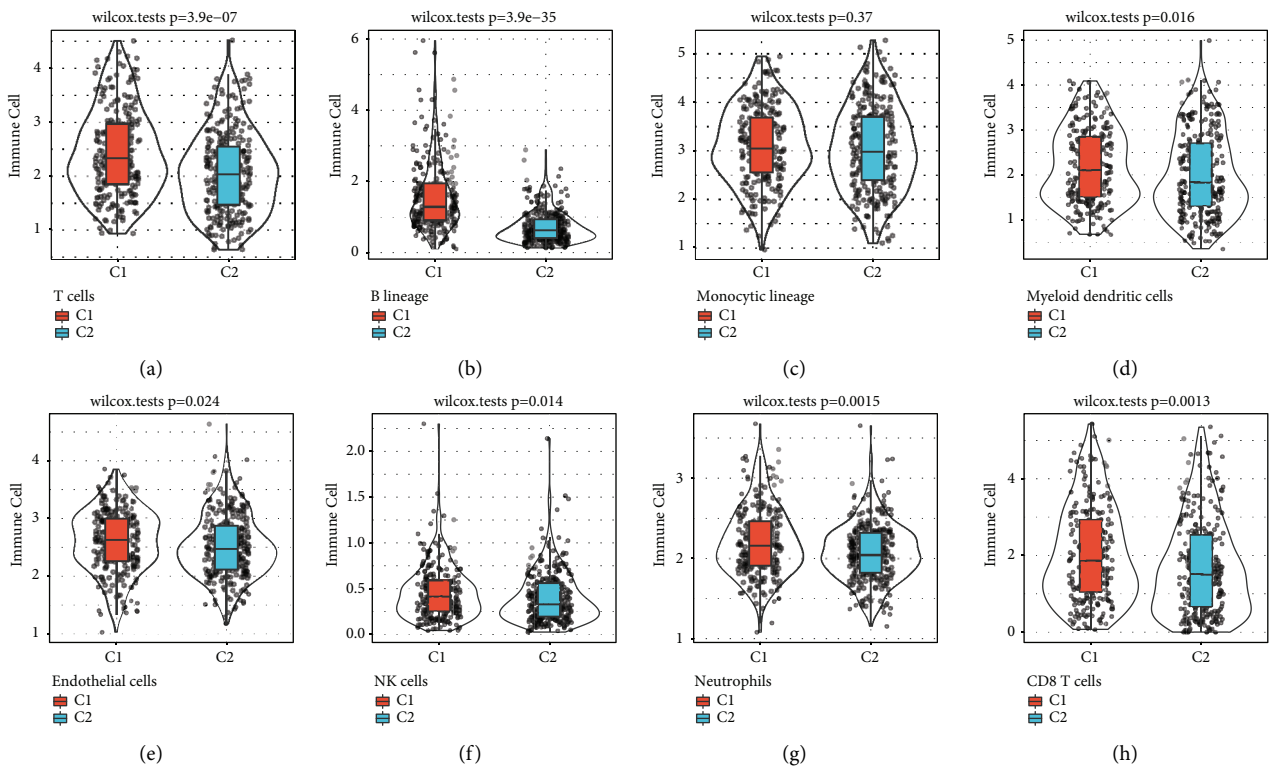 wilcox.tests p=3.9e−07
Immune Cell
4
3
2
1
C1 C2
T cells
C1
C2
(a)
wilcox.tests p=3.9e−35
Immune Cell
6
4
2
0
C1 C2
B lineage
C1
C2
(b)
wilcox.tests p=0.37
Immune Cell
5
4
3
2
1
C1 C2
Monocytic lineage
C1
C2
(c)
wilcox.tests p=0.016
Immune Cell
5
4
3
2
1
C1 C2
Myeloid dendritic cells
C1
C2
(d)
wilcox.tests p=0.024
Immune Cell
4
3
2
1
C1 C2
Endothelial cells
C1
C2
(e)
wilcox.tests p=0.014
Immune Cell
2.0
1.5
1.0
0.5
0.0
C1 C2
NK cells
C1
C2
(f)
wilcox.tests p=0.0015
Immune Cell
3
2
1
C1 C2
Neutrophils
C1
C2
(g)
wilcox.tests p=0.0013
Immune Cell
4
2
0
C1 C2
CD8 T cells
C1
C2
(h)